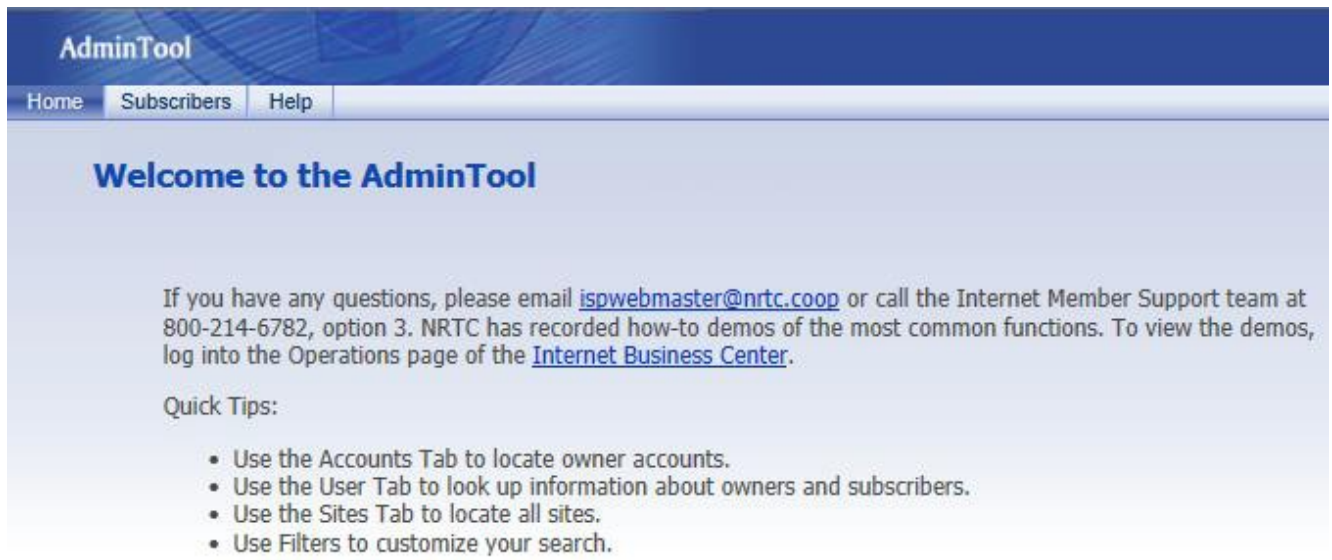 AdminTool
Home Subscribers Help
Welcome to the AdminTool
If you have any questions, please email ispwebmaster@nrtc.coop or call the Internet Member Support team at
800-214-6782, option 3. NRTC has recorded how-to demos of the most common functions. To view the demos,
log into the Operations page of the Internet Business Center.
Quick Tips:
• Use the Accounts Tab to locate owner accounts.
• Use the User Tab to look up information about owners and subscribers.
• Use the Sites Tab to locate all sites.
• Use Filters to customize your search.